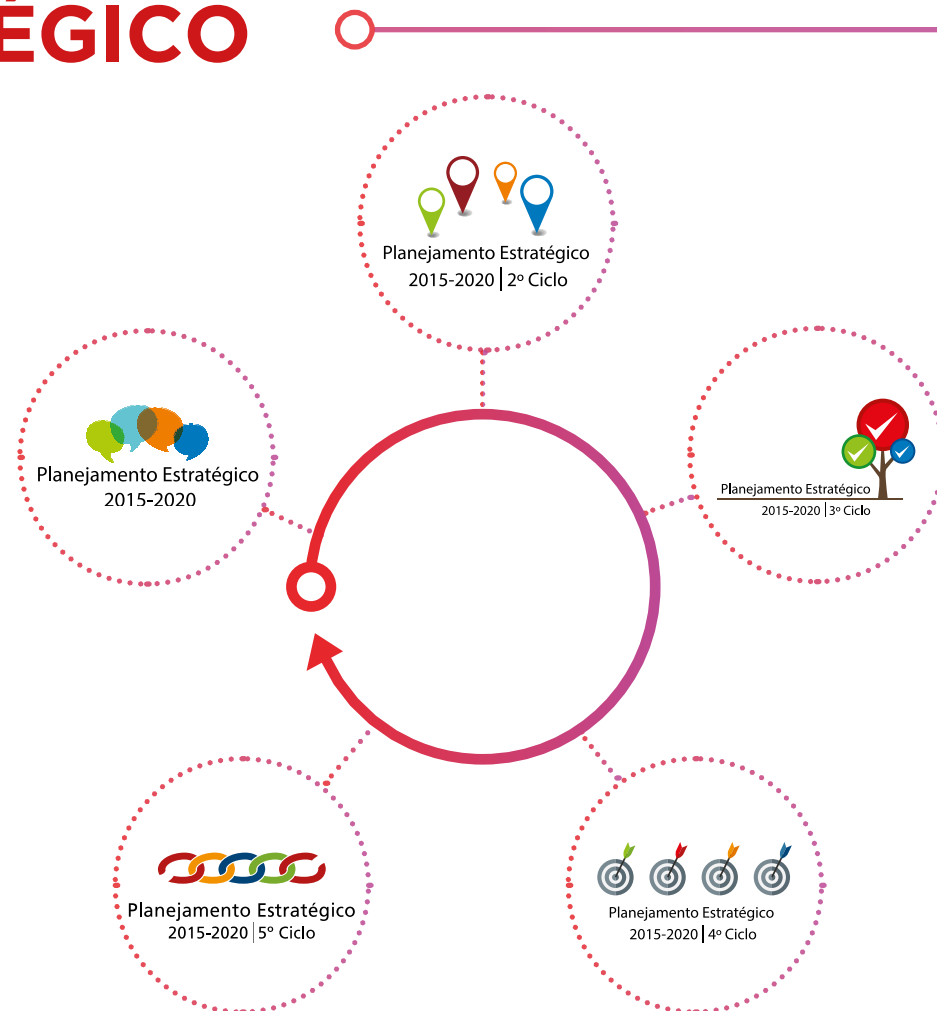 ÉGICO
Planejamento Estratégico
2015-2020 | 2º Ciclo
Planejamento Estratégico
2015-2020
Planejamento Estratégico
2015-2020 | 3º Ciclo
Planejamento Estratégico
2015-2020 | 5º Ciclo
Planejamento Estratégico
2015-2020 | 4º Ciclo